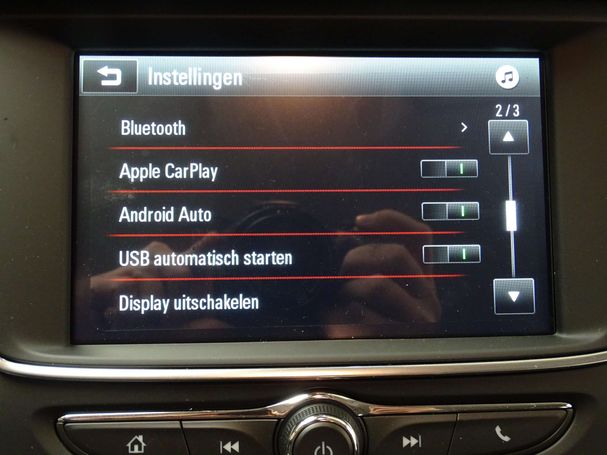 Instellingen
2/3
Bluetooth
Apple CarPlay
Android Auto
USB automatisch starten
Display uitschakelen